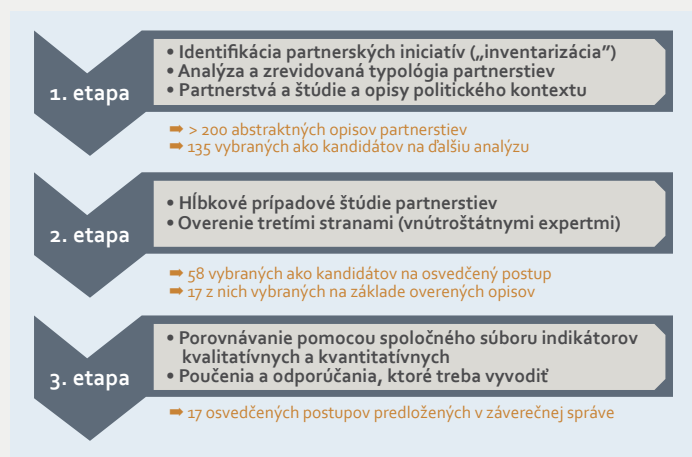 1. etapa
• Identifikácia partnerských iniciatív („inventarizácia”)
• Analýza a zrevidovaná typológia partnerstiev
• Partnerstvá a štúdie a opisy politického kontextu
➡ > 200 abstraktných opisov partnerstiev
➡ 135 vybraných ako kandidátov na ďalšiu analýzu
2. etapa
• Hĺbkové prípadové štúdie partnerstiev
• Overenie tretími stranami (vnútroštátnymi expertmi)
➡ 58 vybraných ako kandidátov na osvedčený postup
➡ 17 z nich vybraných na základe overených opisov
3. etapa
• Porovnávanie pomocou spoločného súboru indikátorov
kvalitatívnych a kvantitatívnych
• Poučenia a odporúčania, ktoré treba vyvodiť
➡ 17 osvedčených postupov predložených v záverečnej správe